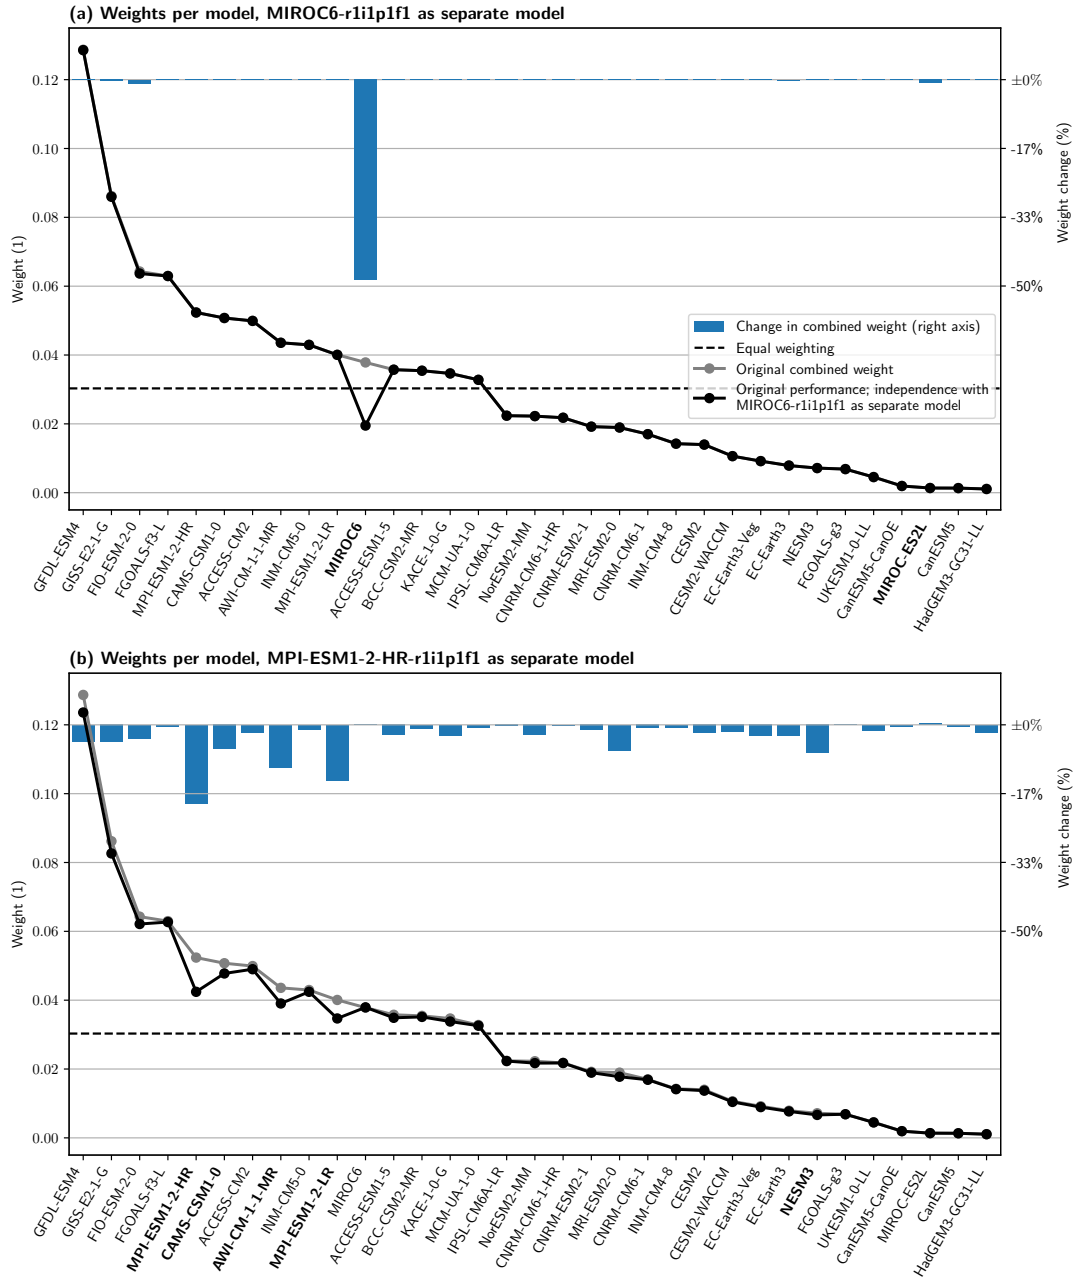 (a) Weights per model, MIROC6-r1i1p1f1 as separate model
Weight (1)
0.12
0.10
0.08
0.06
0.04
0.02
0.00
±0%
-17%
-33%
-50%
Weight change (%)
Change in combined weight (right axis)
Equal weighting
Original combined weight
Original performance; independence with
MIROC6-r1i1p1f1 as separate model
GFDL-ESM4
GISS-E2-1-G
FIO-ESM-2-0
FGOALS-f3-L
MPI-ESM1-2-HR
CAMS-CSM1-0
ACCESS-CM2
AWI-CM-1-1-MR
INM-CM5-0
MPI-ESM1-2-LR
MIROC6
ACCESS-ESM1-5
BCC-CSM2-MR
KACE-1-0-G
MCM-UA-1-0
IPSL-CM6A-LR
NorESM2-MM
CNRM-CM6-1-HR
CNRM-ESM2-1
MRI-ESM2-0
CNRM-CM6-1
INM-CM4-8
CESM2
CESM2-WACCM
EC-Earth3-Veg
EC-Earth3
NESM3
FGOALS-g3
UKESM1-0-LL
CanESM5-CanOE
MIROC-ES2L
CanESM5
HadGEM3-GC31-LL
(b) Weights per model, MPI-ESM1-2-HR-r1i1p1f1 as separate model
Weight (1)
0.12
0.10
0.08
0.06
0.04
0.02
0.00
±0%
-17%
-33%
-50%
Weight change (%)
GFDL-ESM4
GISS-E2-1-G
FIO-ESM-2-0
FGOALS-f3-L
MPI-ESM1-2-HR
CAMS-CSM1-0
ACCESS-CM2
AWI-CM-1-1-MR
INM-CM5-0
MPI-ESM1-2-LR
MIROC6
ACCESS-ESM1-5
BCC-CSM2-MR
KACE-1-0-G
MCM-UA-1-0
IPSL-CM6A-LR
NorESM2-MM
CNRM-CM6-1-HR
CNRM-ESM2-1
MRI-ESM2-0
CNRM-CM6-1
INM-CM4-8
CESM2
CESM2-WACCM
EC-Earth3-Veg
EC-Earth3
NESM3
FGOALS-g3
UKESM1-0-LL
CanESM5-CanOE
MIROC-ES2L
CanESM5
HadGEM3-GC31-LL